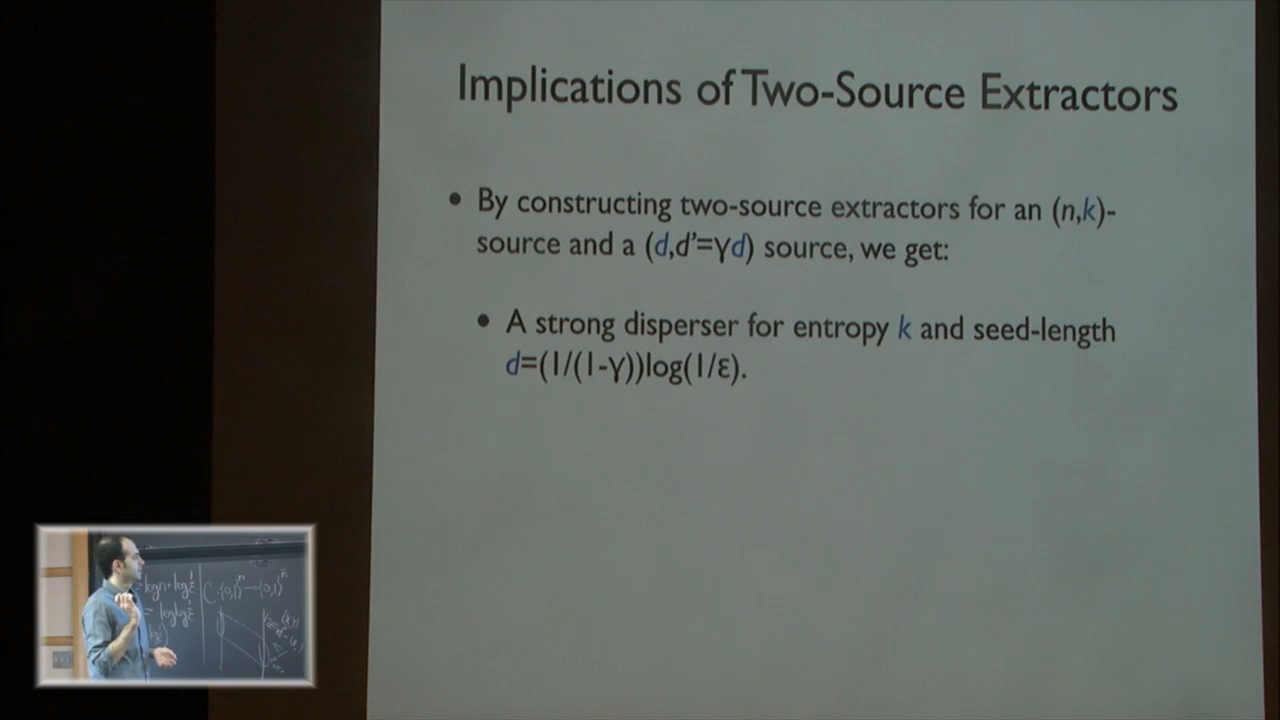 Implications of Two-Source Extractors
• By constructing two-source extractors for an (n,k)-
source and a (d,d'=γd) source, we get:
• A strong disperser for entropy k and seed-length
d=(1/(1-γ))log(1/ε).